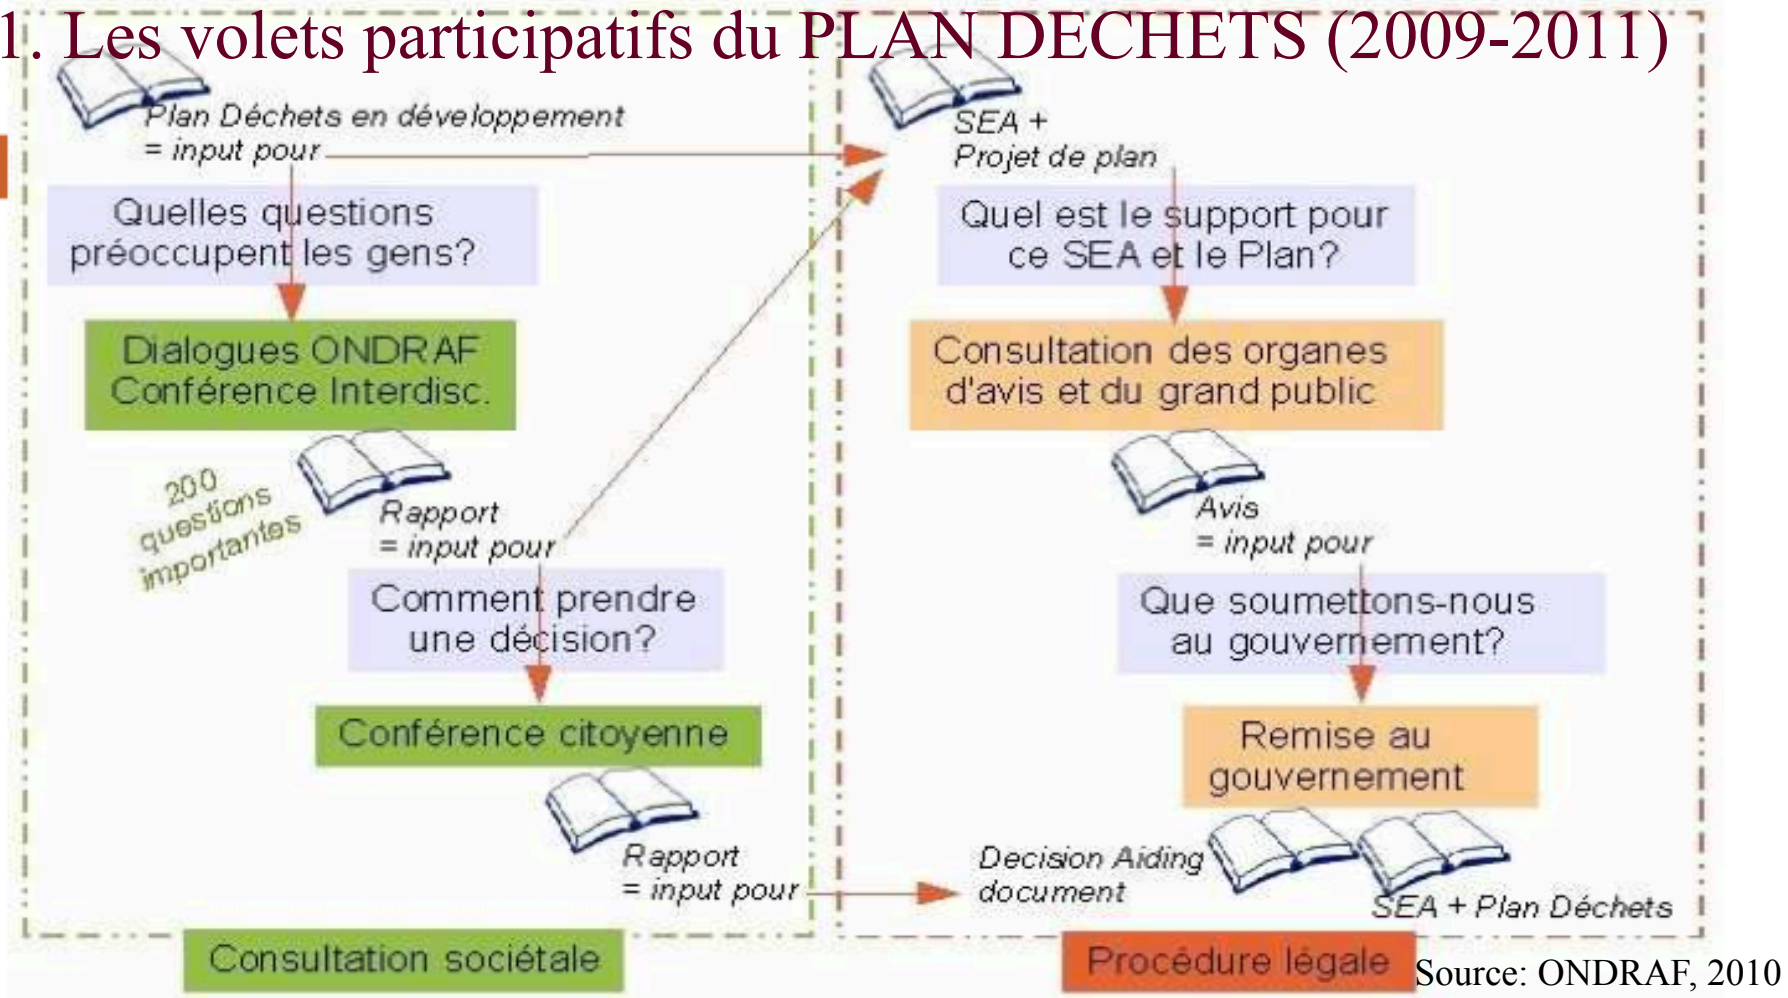 1. Les volets participatifs du PLAN DECHETS (2009-2011)
Plan Déchets en développement
= input pour
Quelles questions
préoccupent les gens?
Dialogues ONDRAF
Conférence Interdisc.
200
questions
importantes
Rapport
= input pour
Comment prendre
une décision?
Conférence citoyenne
Rapport
= input pour
Consultation sociétale
SEA +
Projet de plan
Quel est le support pour
ce SEA et le Plan?
Consultation des organes
d'avis et du grand public
Avis
= input pour
Que soumettons-nous
au gouvernement?
Remise au
gouvernement
Decision Aiding
document
SEA + Plan Déchets
Procédure légale
Source: ONDRAF, 2010